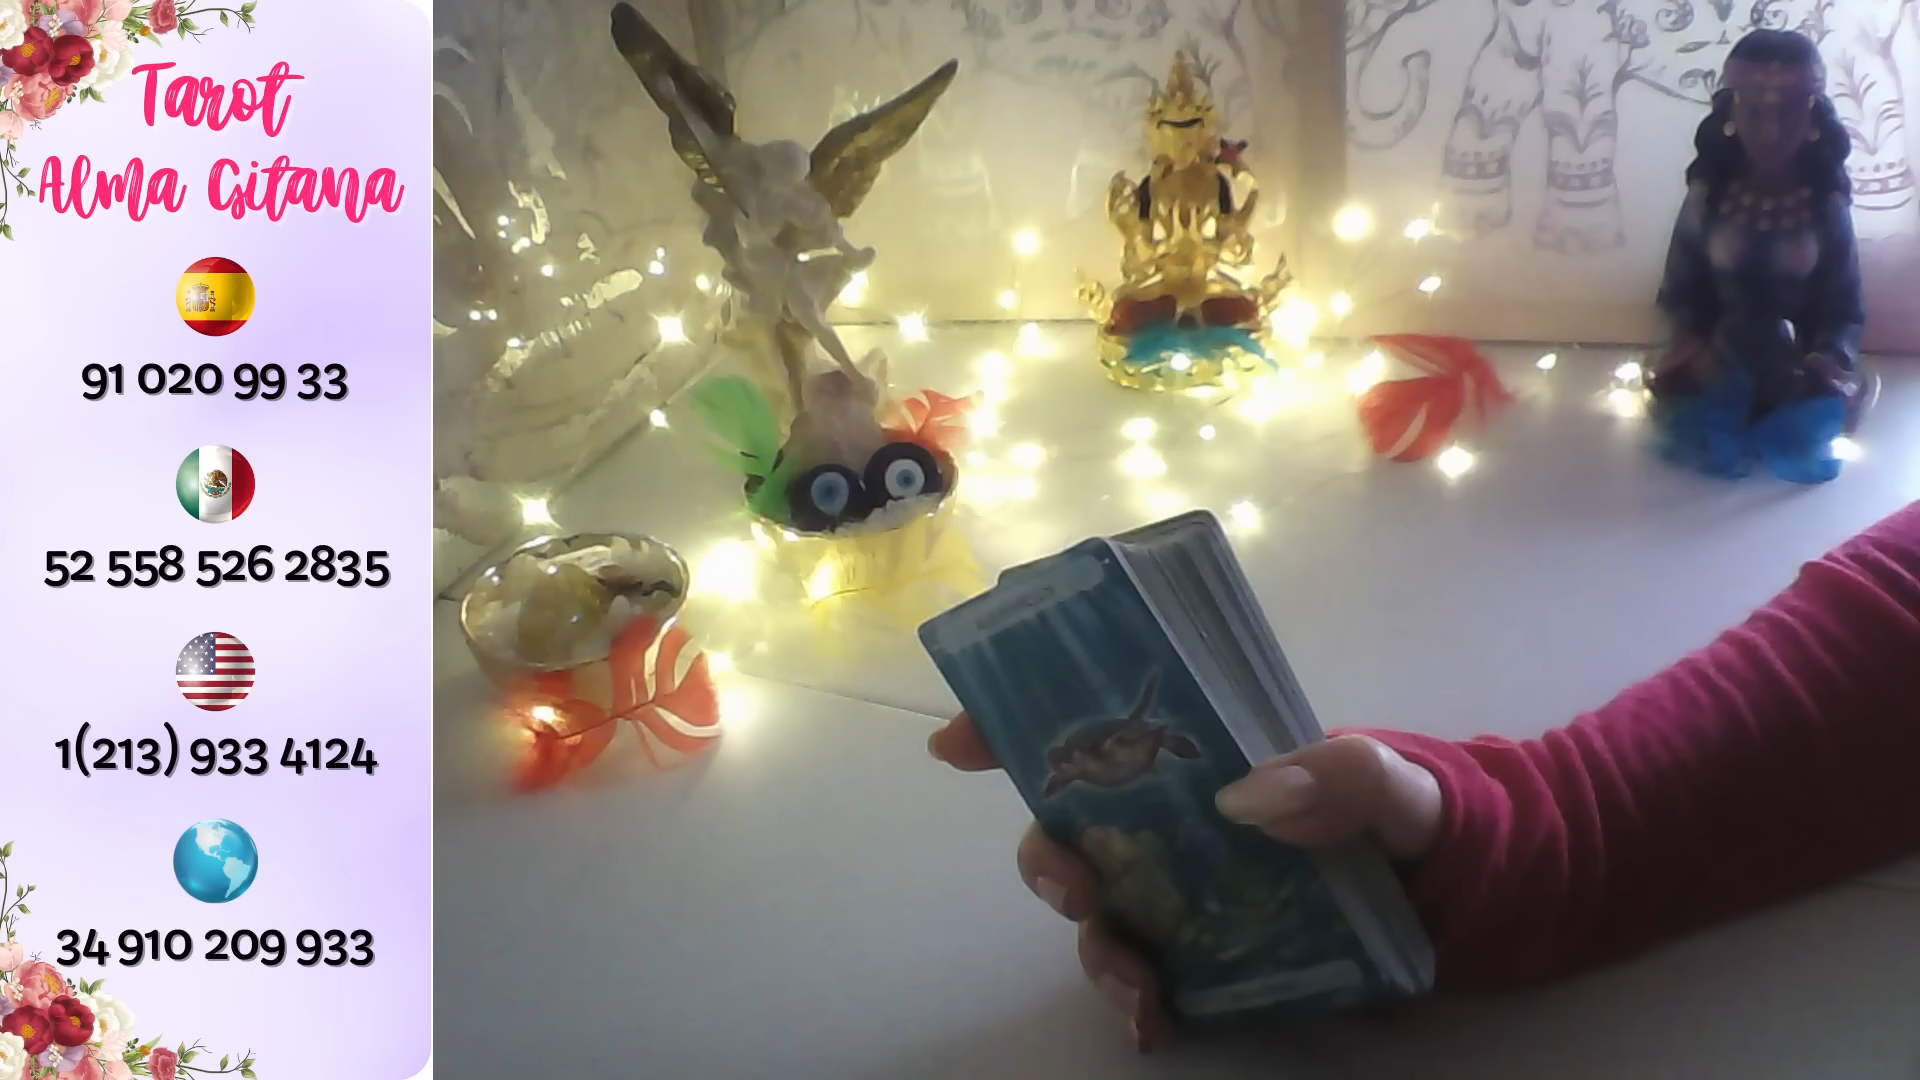 Tarot
Alma Gitana
91 020 99 33
52 558 526 2835
1(213) 933 4124
34 910 209 933